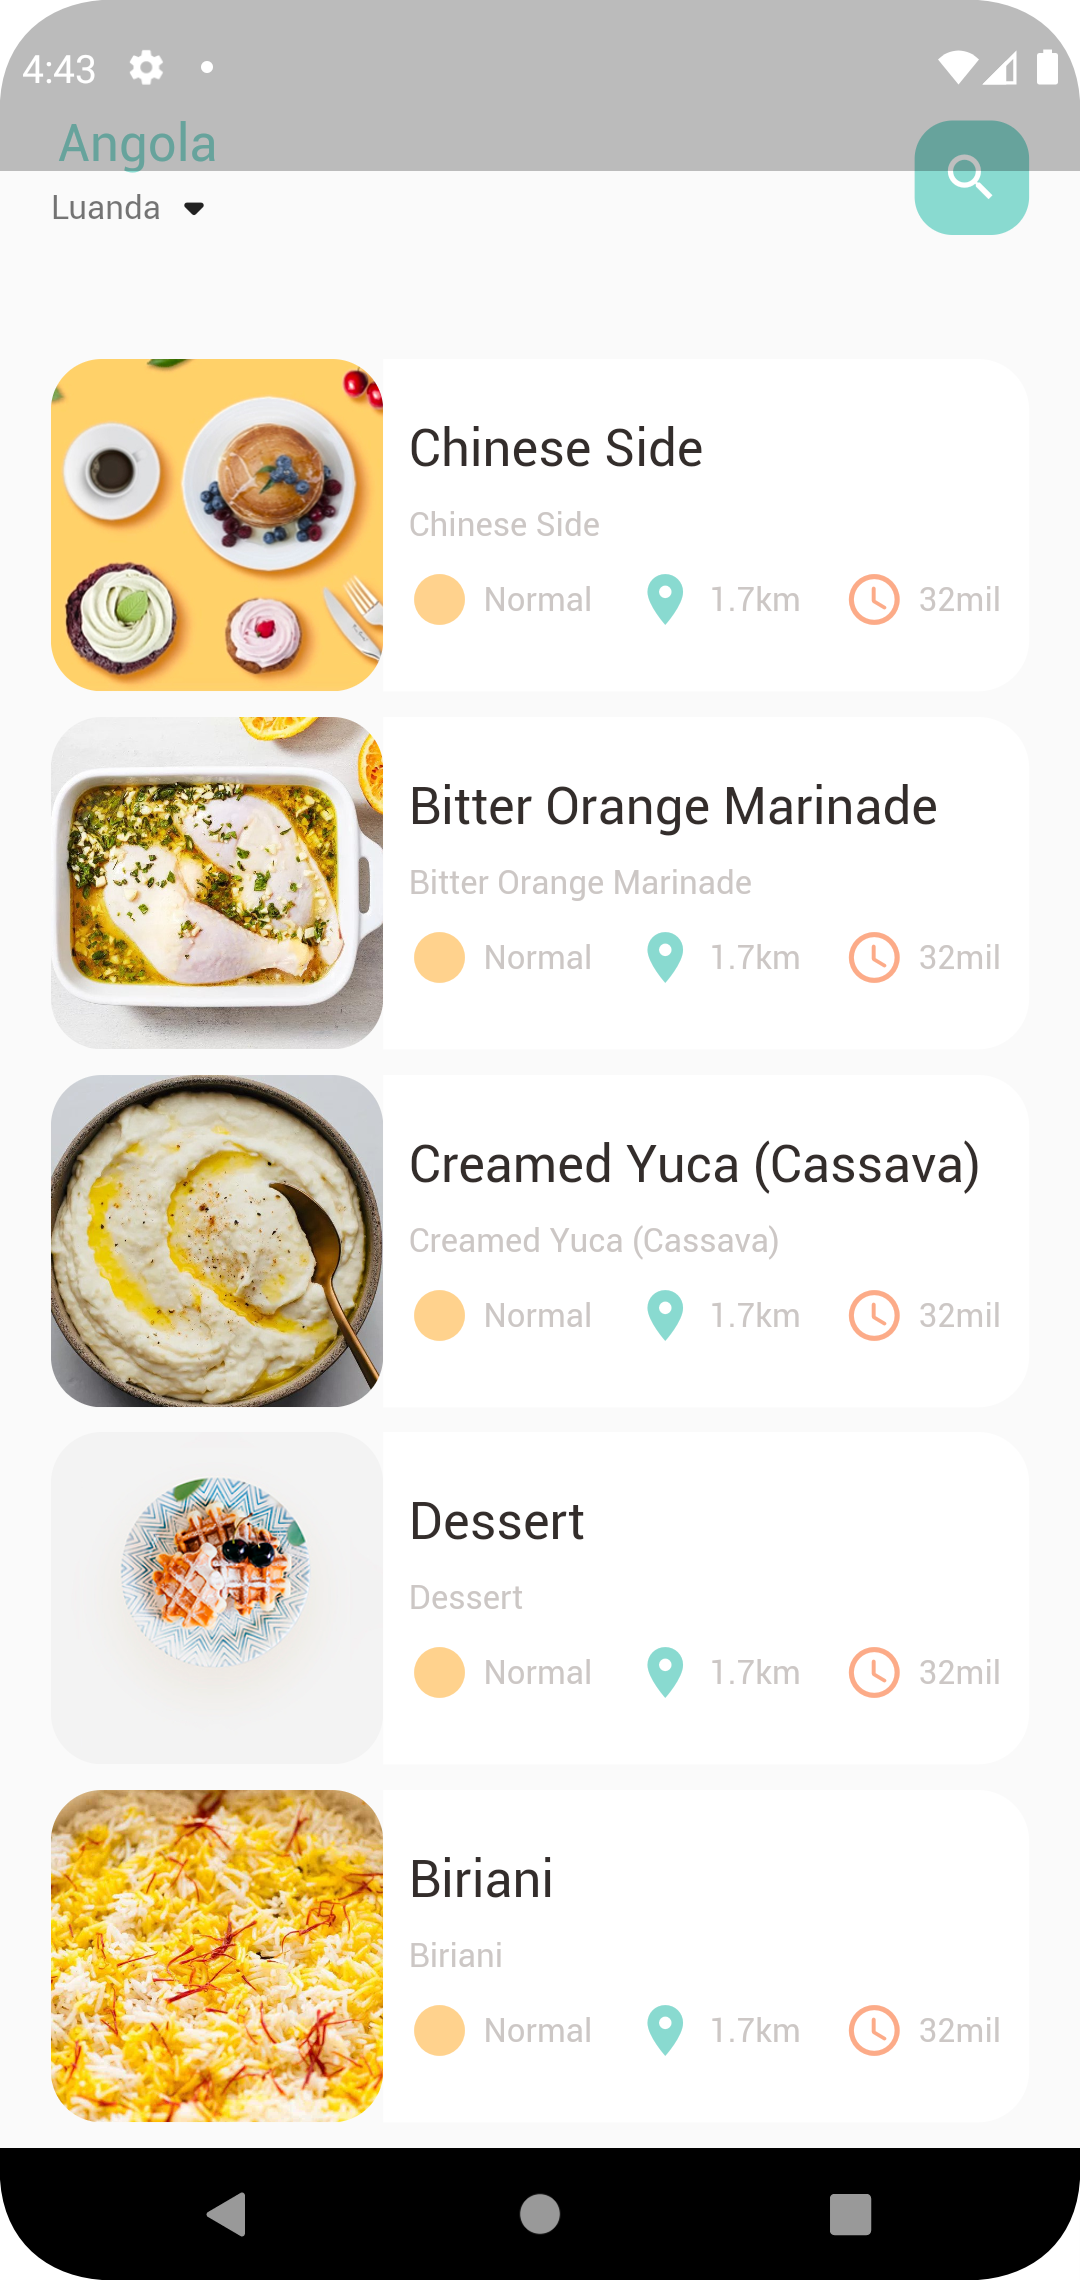 4:43
Angola
Luanda
Chinese Side
Chinese Side
Normal 1.7km 32mil
Bitter Orange Marinade
Bitter Orange Marinade
Normal 1.7km 32mil
Creamed Yuca (Cassava)
Creamed Yuca (Cassava)
Normal 1.7km 32mil
Dessert
Dessert
Normal 1.7km 32mil
Biriani
Biriani
Normal 1.7km 32mil